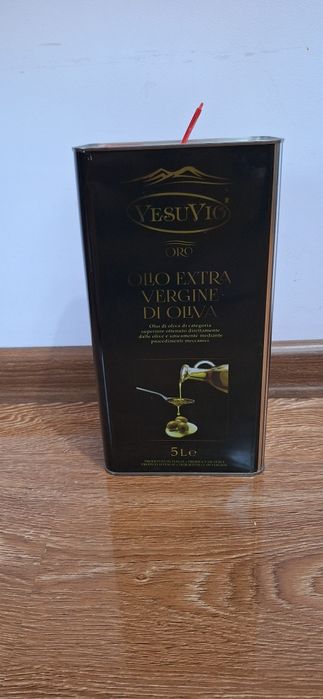 VESUVIO
ORO
OLIO EXTRA
VERGINE
DI OLIVA
Olio di oliva di categoria
superiore ottenuto direttamente
dalle olive e unicamente mediante
procedimenti meccanici.
5 L e